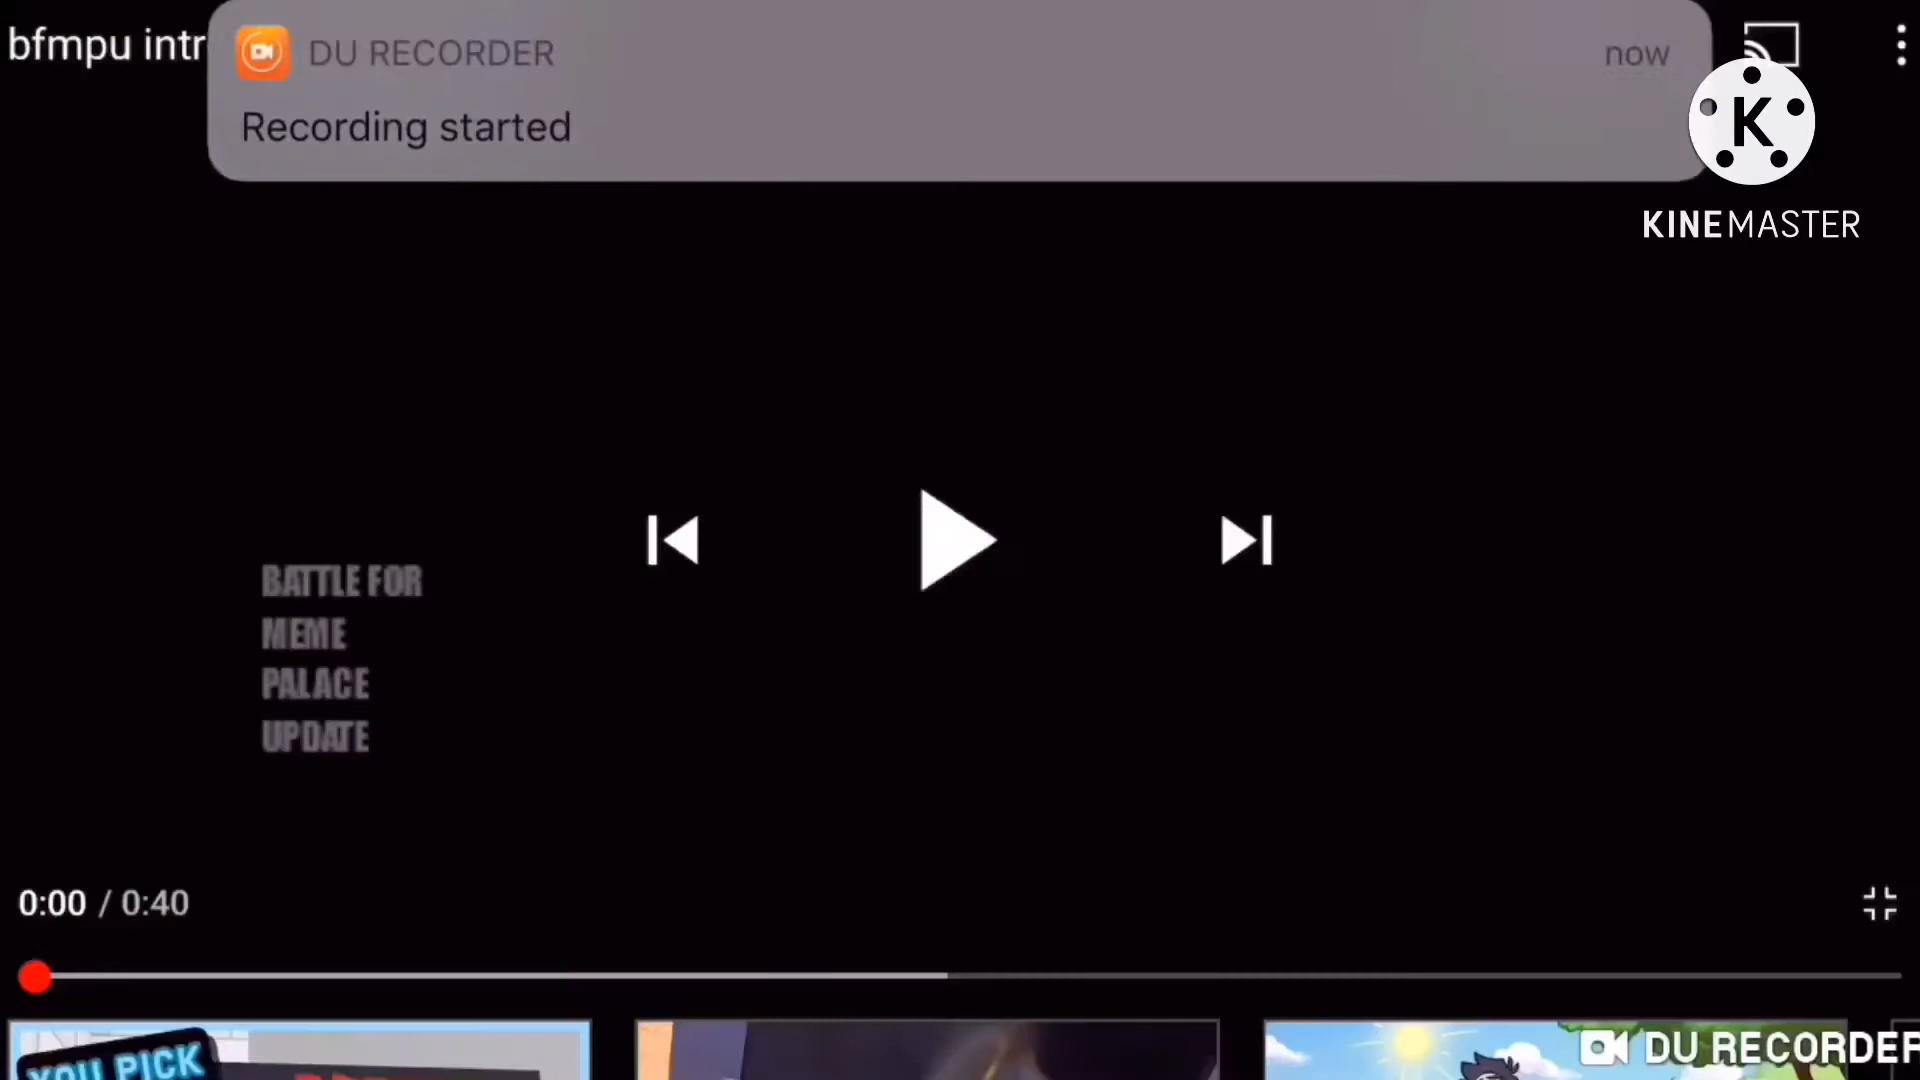 bfmpu intr
DU RECORDER
now
Recording started
K
KINEMASTER
BATTLE FOR
MEME
PALACE
UPDATE
0:00 / 0:40
YOU PICK
DU RECORDER